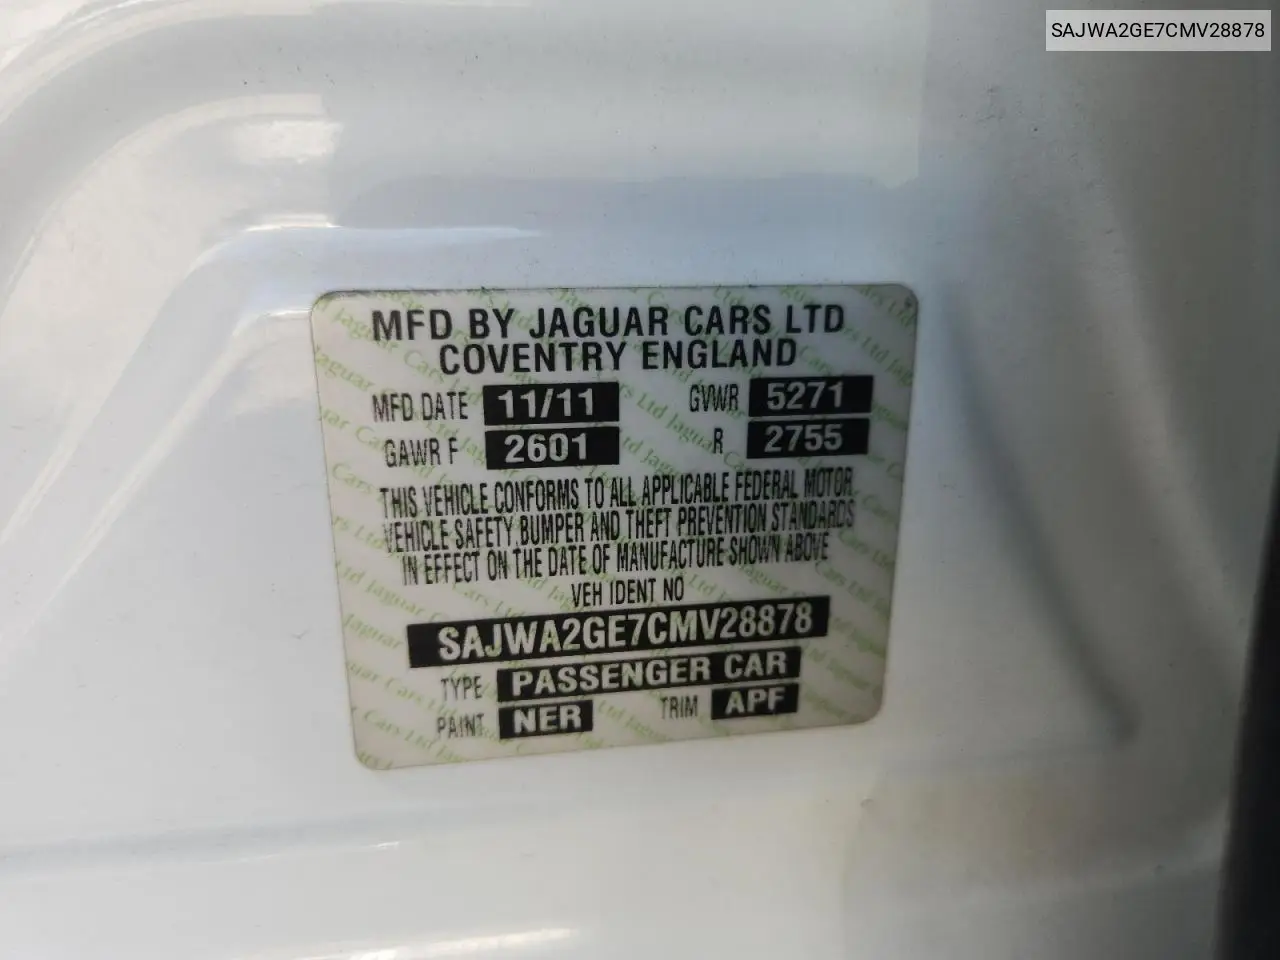 SAJWA2GE7CMV28878
MFD BY JAGUAR CARS LTD
COVENTRY ENGLAND
MFD DATE 11/11 GVWR 5271
GAWR F 2601 R 2755
THIS VEHICLE CONFORMS TO ALL APPLICABLE FEDERAL MOTOR
VEHICLE SAFETY BUMPER AND THEFT PREVENTION STANDARDS
IN EFFECT ON THE DATE OF MANUFACTURE SHOWN ABOVE
VEH IDENT NO
SAJWA2GE7CMV28878
TYPE PASSENGER CAR
PAINT NER TRIM APF